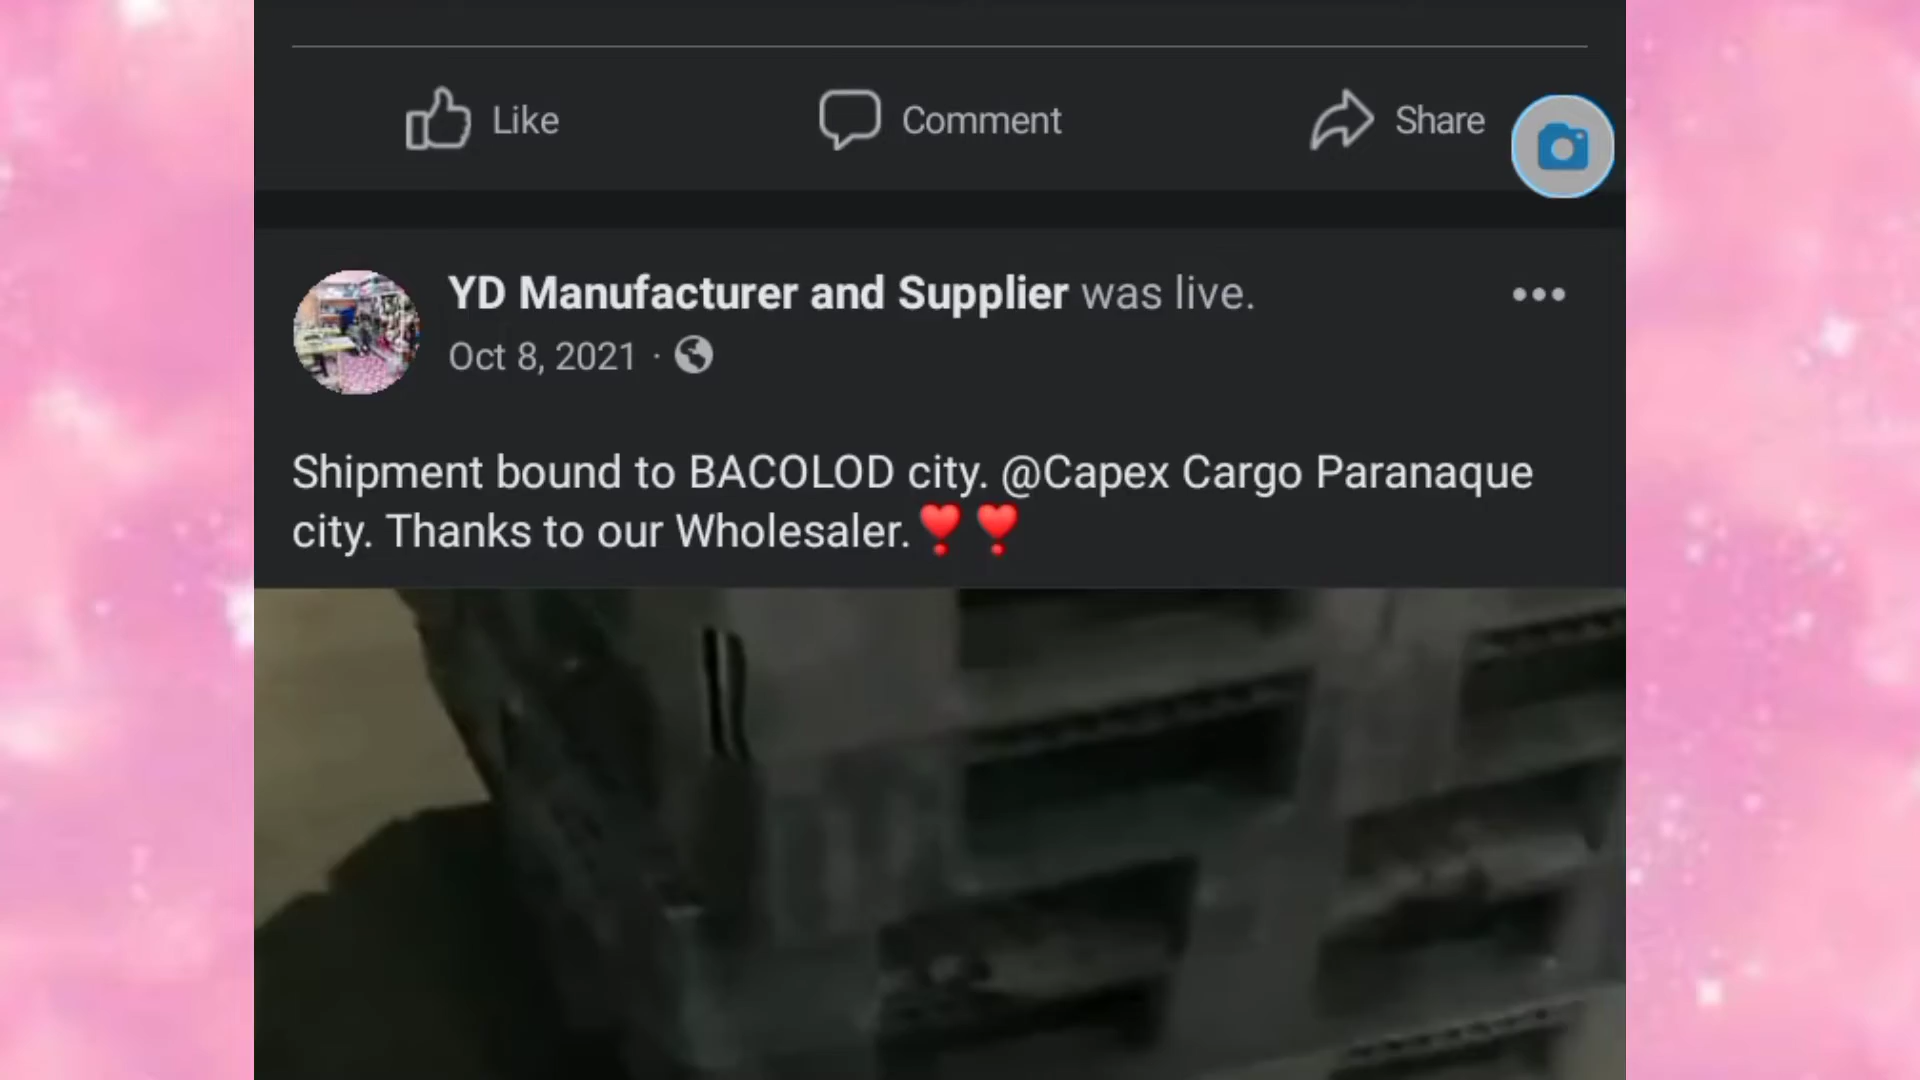 Like
Comment
Share
YD Manufacturer and Supplier was live.
Oct 8, 2021 ·
Shipment bound to BACOLOD city. @Capex Cargo Paranaque
city. Thanks to our Wholesaler.❣️❣️